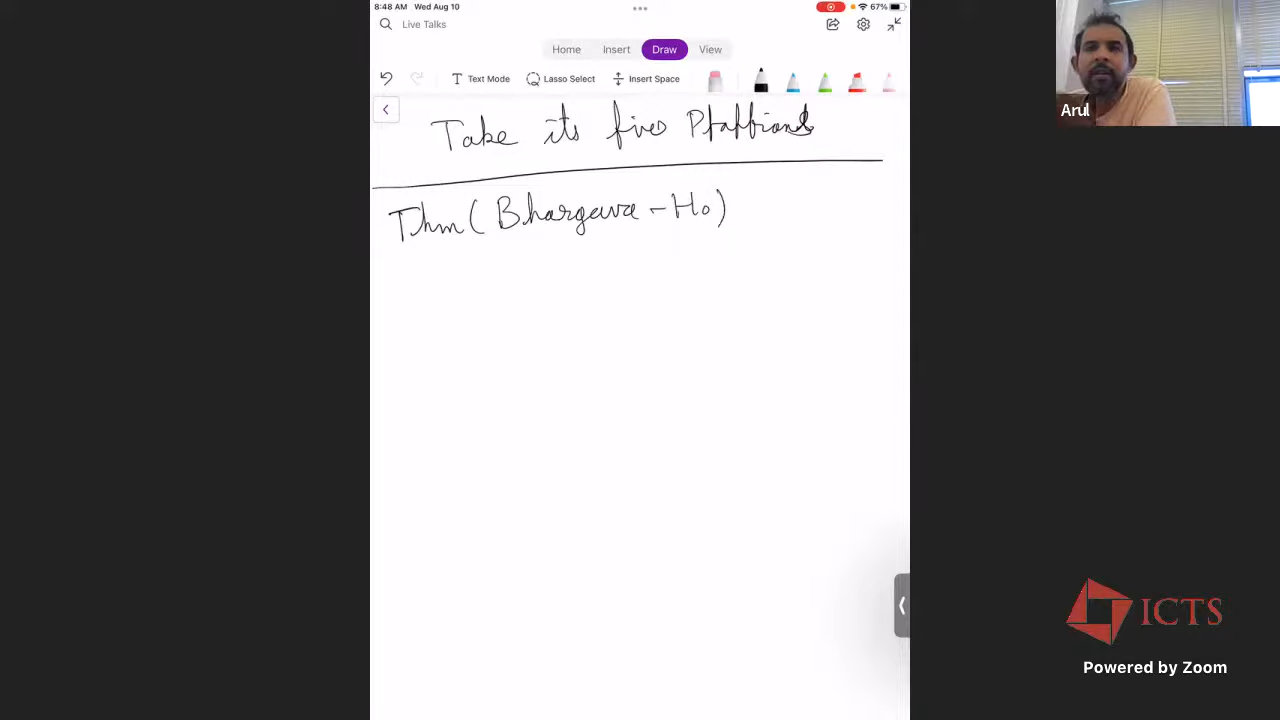 8:48 AM Wed Aug 10
67%
Live Talks
Home Insert Draw View
Text Mode Lasso Select Insert Space
Take its five Pfaffians
Thm (Bhargava - Ho)
Arul
ICTS
Powered by Zoom